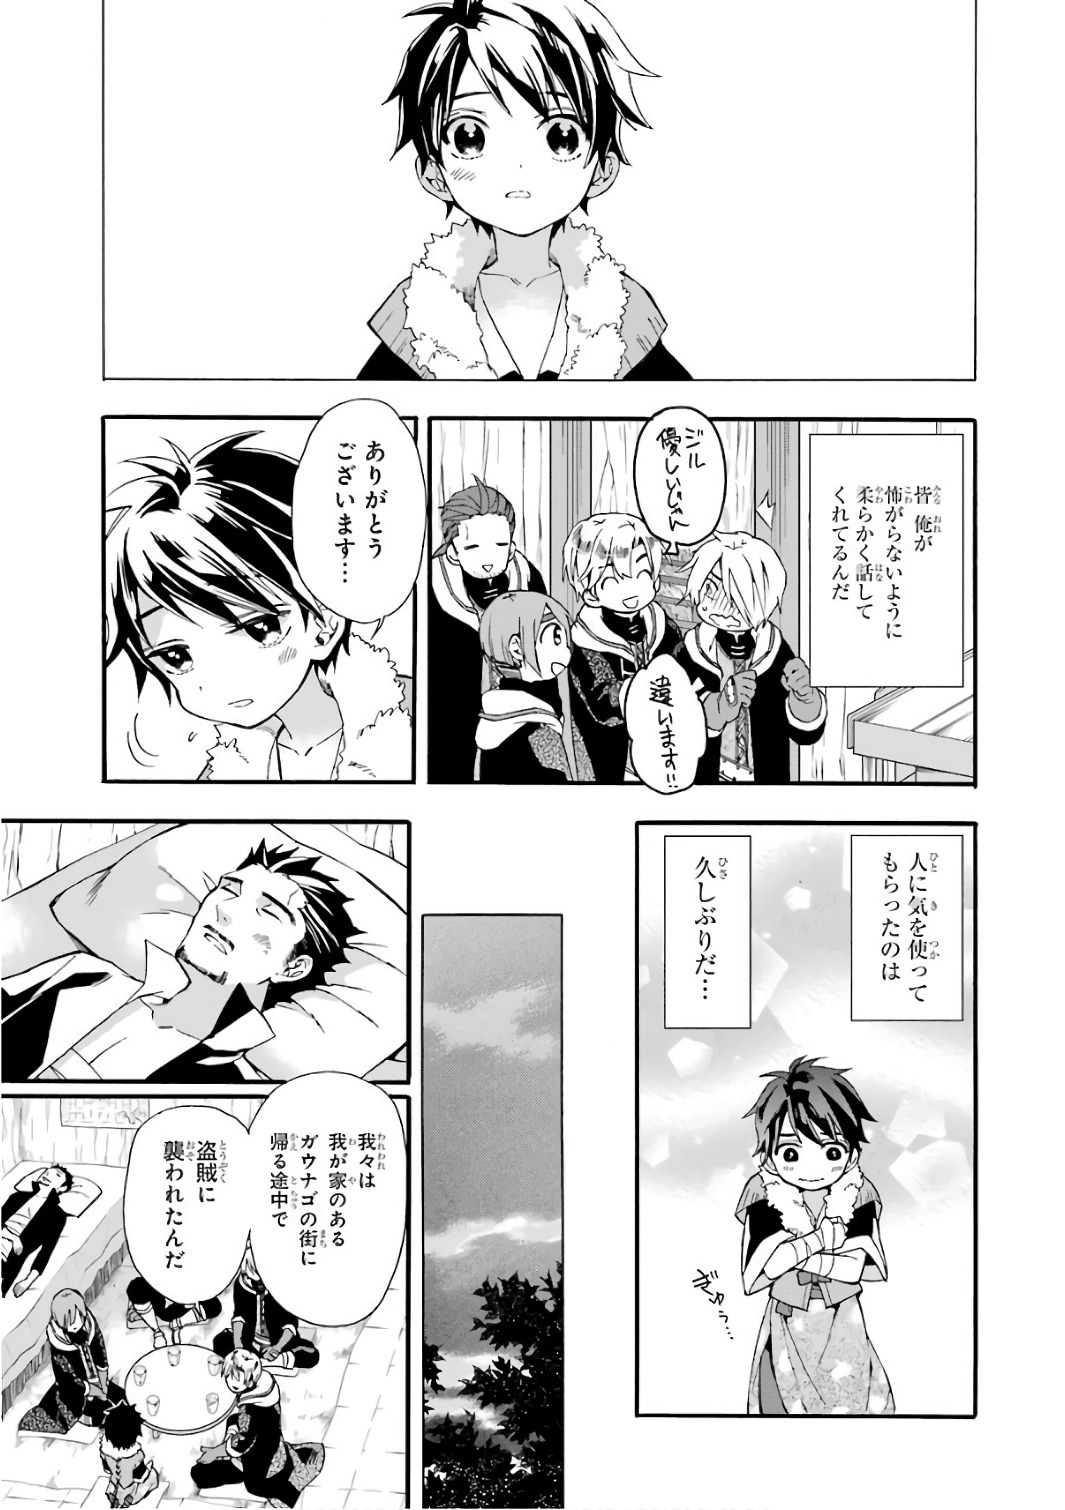 皆俺が
怖がらないように
柔らかく話して
くれてるんだ
ジル
優しいじゃん
違います!!
ありがとう
ございます…
人に気を使って
もらったのは
久しぶりだ…
ぎゅぅ…
我々は
我が家のある
ガウナゴの街に
帰る途中で
盗賊に
襲われたんだ